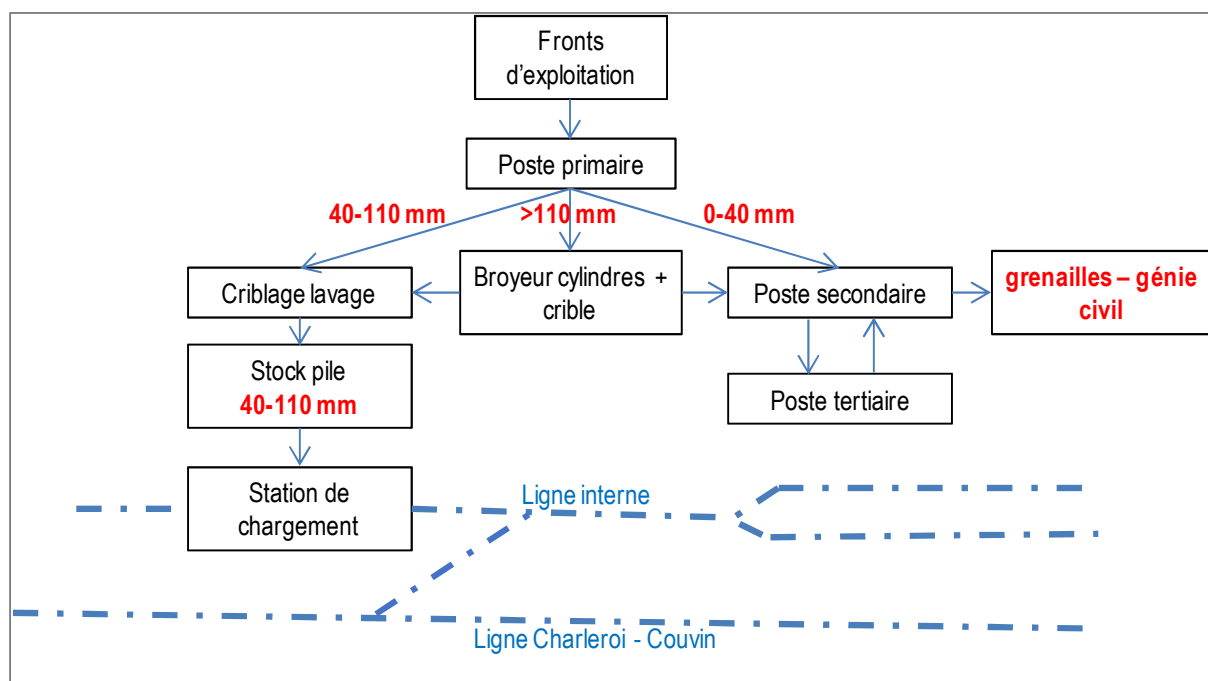 Fronts
d’exploitation
Poste primaire
40-110 mm
>110 mm
0-40 mm
Criblage lavage
Broyeur cylindres +
crible
Poste secondaire
grenailles – génie
civil
Stock pile
40-110 mm
Poste tertiaire
Station de
chargement
Ligne interne
Ligne Charleroi - Couvin